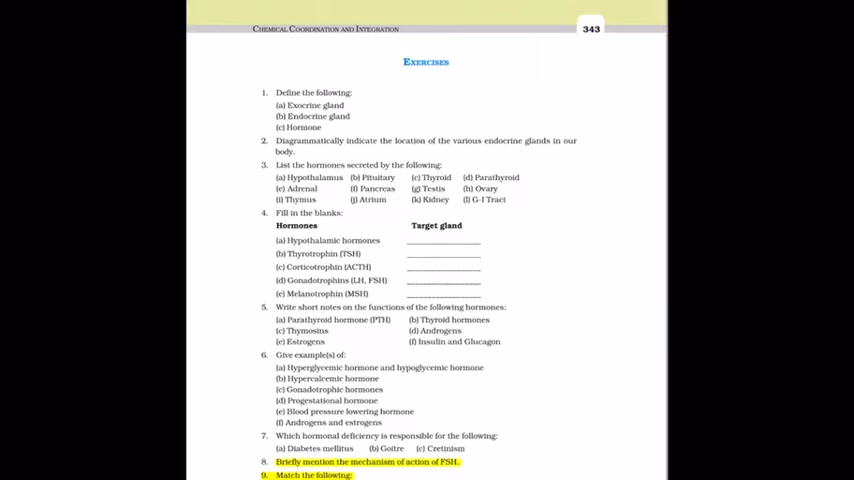 CHEMICAL COORDINATION AND INTEGRATION 343
EXERCISES
1. Define the following:
(a) Exocrine gland
(b) Endocrine gland
(c) Hormone
2. Diagrammatically indicate the location of the various endocrine glands in our
body.
3. List the hormones secreted by the following:
(a) Hypothalamus (b) Pituitary (c) Thyroid (d) Parathyroid
(e) Adrenal (f) Pancreas (g) Testis (h) Ovary
(i) Thymus (j) Atrium (k) Kidney (l) G-I Tract
4. Fill in the blanks:
Hormones Target gland
(a) Hypothalamic hormones __________________
(b) Thyrotrophin (TSH) __________________
(c) Corticotrophin (ACTH) __________________
(d) Gonadotrophins (LH, FSH) __________________
(e) Melanotrophin (MSH) __________________
5. Write short notes on the functions of the following hormones:
(a) Parathyroid hormone (PTH) (b) Thyroid hormones
(c) Thymosins (d) Androgens
(e) Estrogens (f) Insulin and Glucagon
6. Give example(s) of:
(a) Hyperglycemic hormone and hypoglycemic hormone
(b) Hypercalcemic hormone
(c) Gonadotrophic hormones
(d) Progestational hormone
(e) Blood pressure lowering hormone
(f) Androgens and estrogens
7. Which hormonal deficiency is responsible for the following:
(a) Diabetes mellitus (b) Goitre (c) Cretinism
8. Briefly mention the mechanism of action of FSH.
9. Match the following: